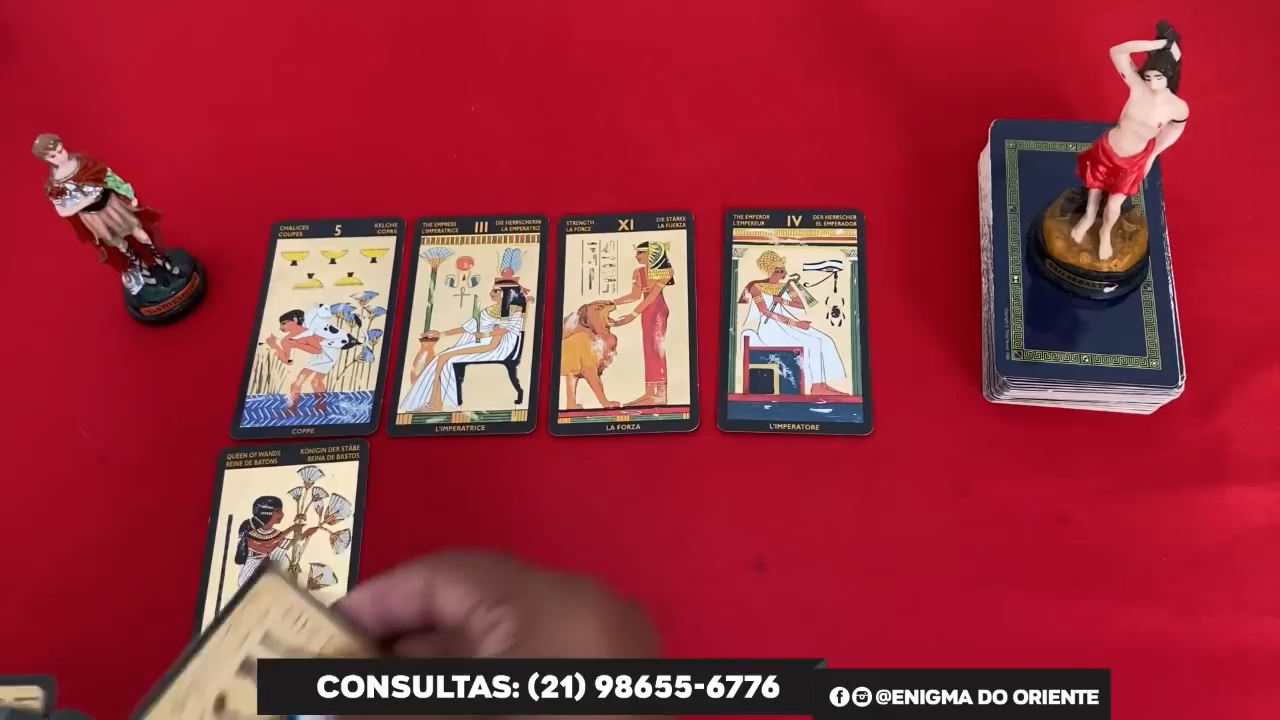 CHALICES
COUPES
5
KELCHE
COPAS
COPPE
THE EMPRESS
L'IMPERATRICE
III
DIE HERRSCHERIN
LA EMPERATRIZ
L'IMPERATRICE
STRENGTH
LA FORCE
XI
DIE STÄRKE
LA FUERZA
LA FORZA
THE EMPEROR
L'EMPEREUR
IV
DER HERRSCHER
EL EMPERADOR
L'IMPERATORE
QUEEN OF WANDS
REINE DE BATONS
KÖNIGIN DER STÄBE
REINA DE BASTOS
CONSULTAS: (21) 98655-6776
@ENIGMA DO ORIENTE